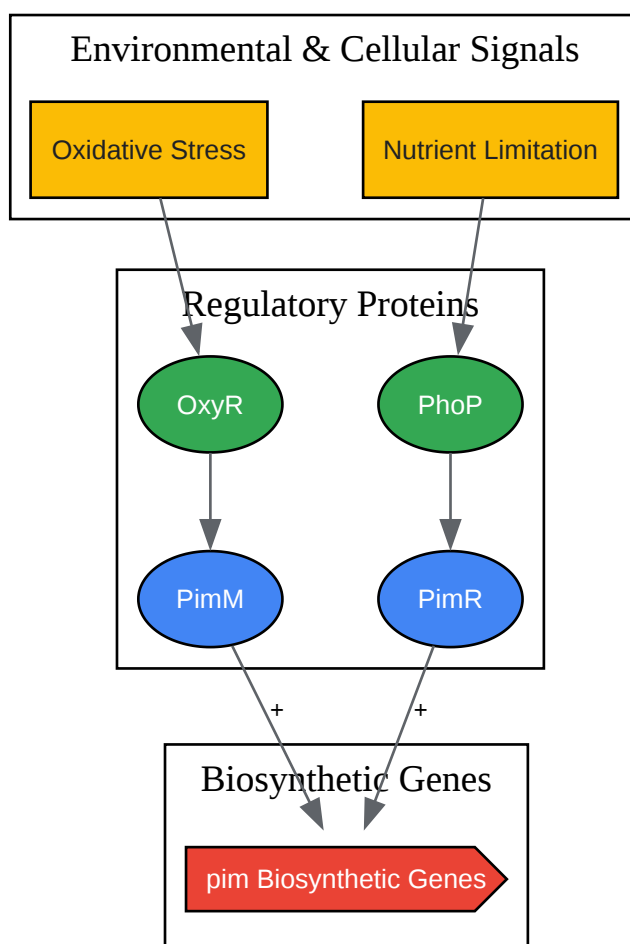 Environmental & Cellular Signals
Oxidative Stress
Nutrient Limitation
Regulatory Proteins
OxyR
PhoP
PimM
PimR
+
+
Biosynthetic Genes
pim Biosynthetic Genes